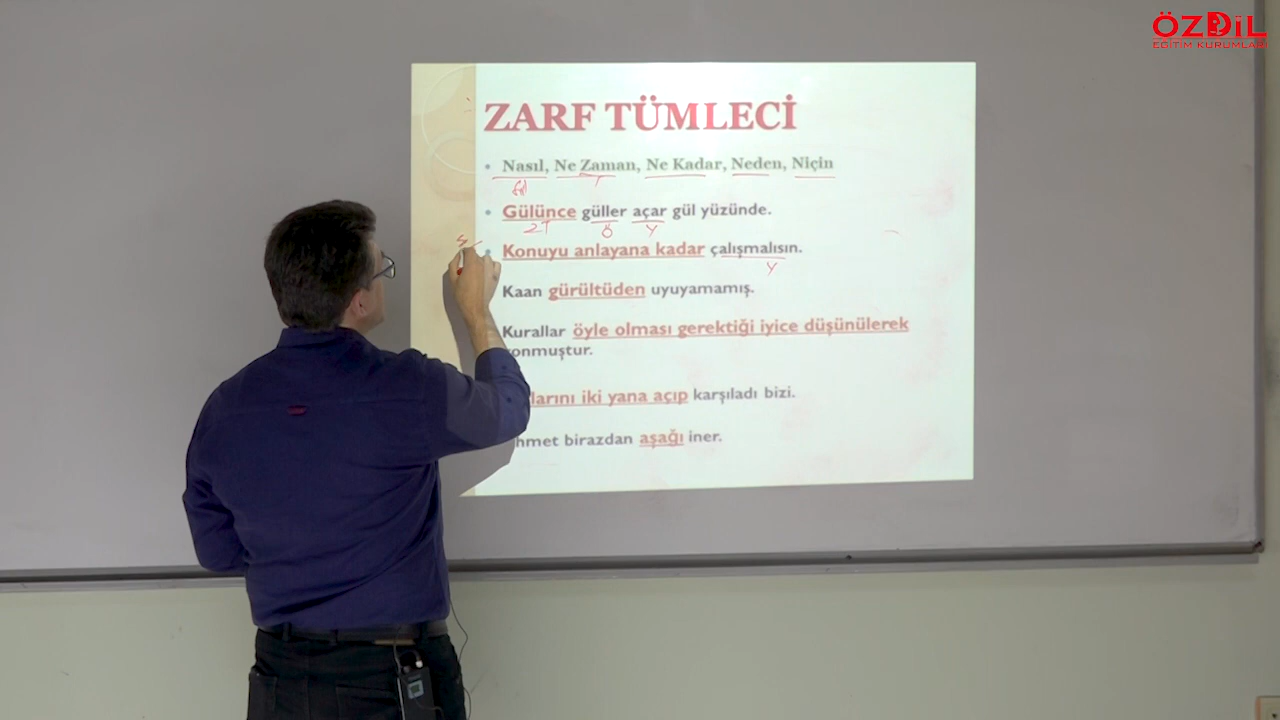 ÖZDİL
EĞİTİM KURUMLARI
ZARF TÜMLECİ
Nasıl, Ne Zaman, Ne Kadar, Neden, Niçin
Gülünce güller açar gül yüzünde.
ZT Ö Y
Konuyu anlayana kadar çalışmalısın.
Y
Kaan gürültüden uyuyamamış.
Kurallar öyle olması gerektiği iyice düşünülerek
onmuştur.
larını iki yana açıp karşıladı bizi.
hmet birazdan aşağı iner.